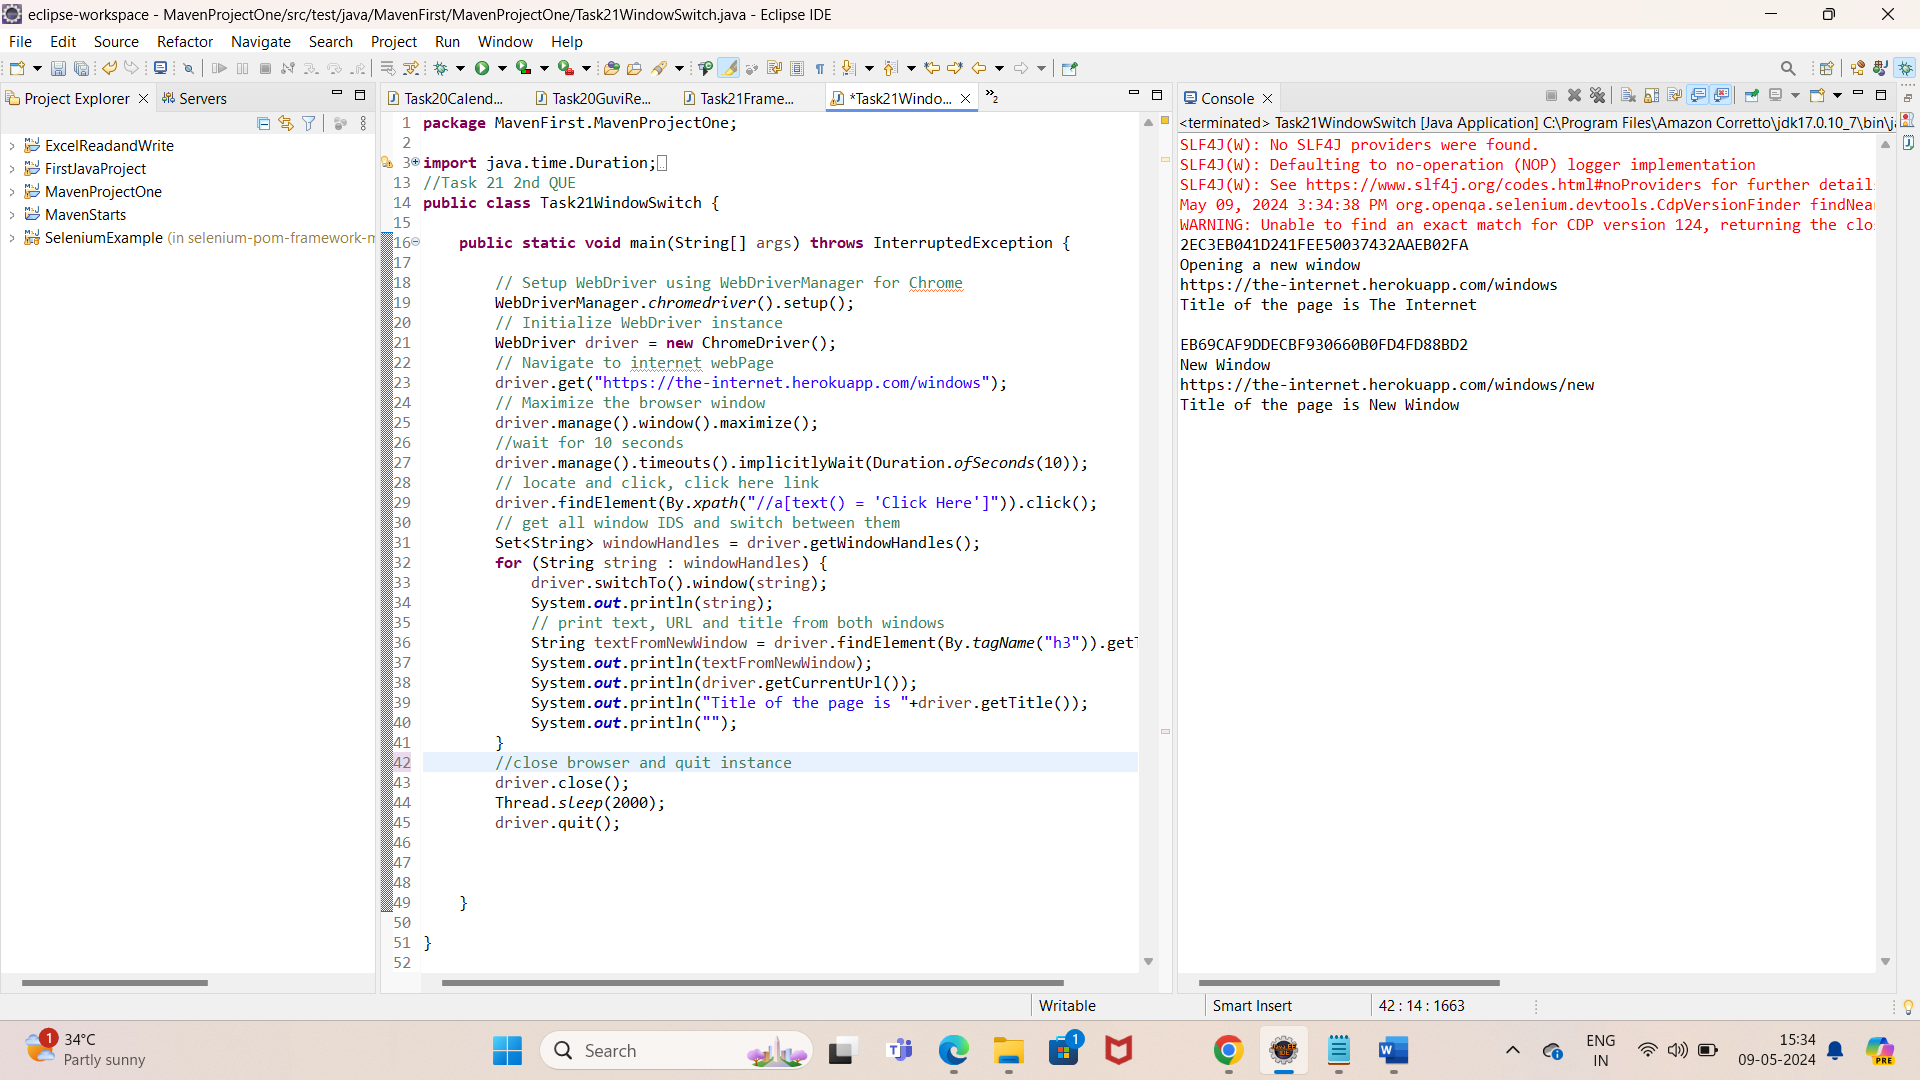 eclipse-workspace - MavenProjectOne/src/test/java/MavenFirst/MavenProjectOne/Task21WindowSwitch.java - Eclipse IDE
File Edit Source Refactor Navigate Search Project Run Window Help
Project Explorer
Servers
ExcelReadandWrite
FirstJavaProject
MavenProjectOne
MavenStarts
SeleniumExample (in selenium-pom-framework-m
Task20Calend...
Task20GuviRe...
Task21Frame...
*Task21Windo...
2
1 package MavenFirst.MavenProjectOne;
2
3 import java.time.Duration;
13 //Task 21 2nd QUE
14 public class Task21WindowSwitch {
15
16 public static void main(String[] args) throws InterruptedException {
17
18 // Setup WebDriver using WebDriverManager for Chrome
19 WebDriverManager.chromedriver().setup();
20 // Initialize WebDriver instance
21 WebDriver driver = new ChromeDriver();
22 // Navigate to internet webPage
23 driver.get("https://the-internet.herokuapp.com/windows");
24 // Maximize the browser window
25 driver.manage().window().maximize();
26 //wait for 10 seconds
27 driver.manage().timeouts().implicitlyWait(Duration.ofSeconds(10));
28 // locate and click, click here link
29 driver.findElement(By.xpath("//a[text() = 'Click Here']")).click();
30 // get all window IDS and switch between them
31 Set<String> windowHandles = driver.getWindowHandles();
32 for (String string : windowHandles) {
33 driver.switchTo().window(string);
34 System.out.println(string);
35 // print text, URL and title from both windows
36 String textFromNewWindow = driver.findElement(By.tagName("h3")).getT
37 System.out.println(textFromNewWindow);
38 System.out.println(driver.getCurrentUrl());
39 System.out.println("Title of the page is "+driver.getTitle());
40 System.out.println("");
41 }
42 //close browser and quit instance
43 driver.close();
44 Thread.sleep(2000);
45 driver.quit();
46
47
48
49 }
50
51 }
52
Console
<terminated> Task21WindowSwitch [Java Application] C:\Program Files\Amazon Corretto\jdk17.0.10_7\bin\ja
SLF4J(W): No SLF4J providers were found.
SLF4J(W): Defaulting to no-operation (NOP) logger implementation
SLF4J(W): See https://www.slf4j.org/codes.html#noProviders for further detail
May 09, 2024 3:34:38 PM org.openqa.selenium.devtools.CdpVersionFinder findNea
WARNING: Unable to find an exact match for CDP version 124, returning the clo
2EC3EB041D241FEE50037432AAEB02FA
Opening a new window
https://the-internet.herokuapp.com/windows
Title of the page is The Internet
EB69CAF9DDECBF930660B0FD4FD88BD2
New Window
https://the-internet.herokuapp.com/windows/new
Title of the page is New Window
Writable
Smart Insert
42 : 14 : 1663
1
34°C
Partly sunny
Search
1
ENG
IN
15:34
09-05-2024
PRE